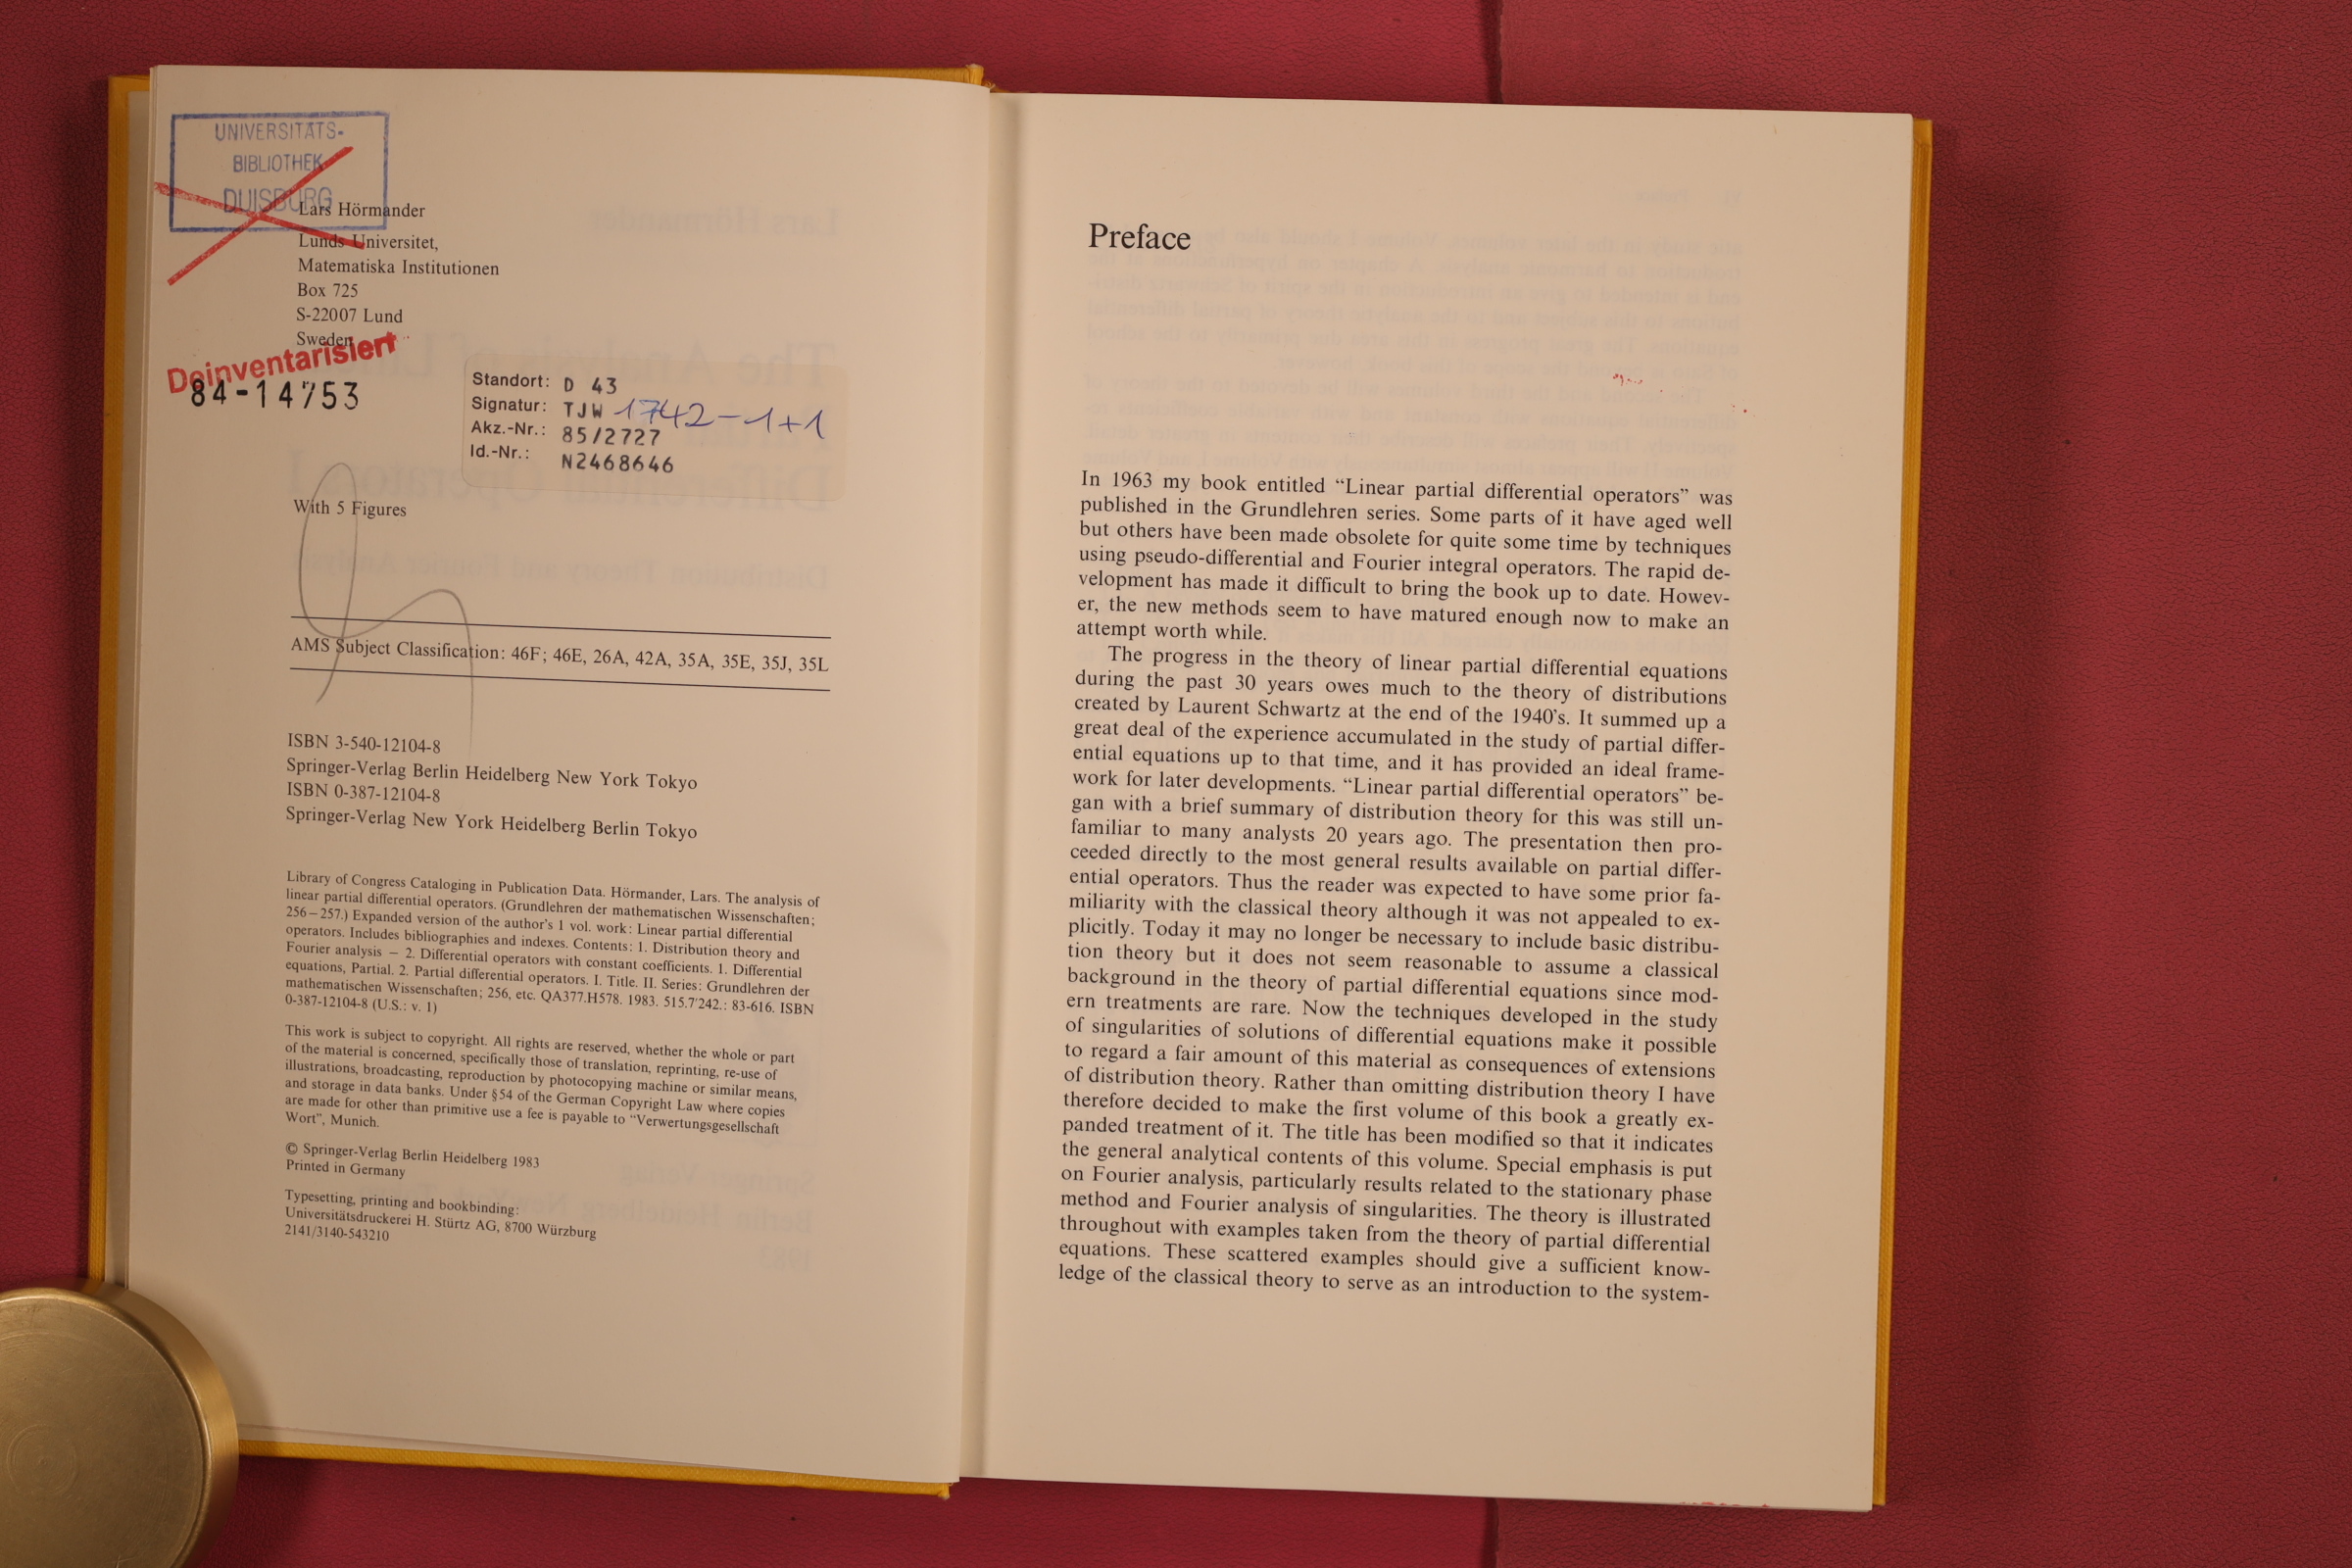 UNIVERSITÄTS-
BIBLIOTHEK
DUISBURG
Lars Hörmander
Lunds Universitet,
Matematiska Institutionen
Box 725
S-22007 Lund
Sweden
Deinventarisiert
84-14753
Standort: D 43
Signatur: TJW 1742-1+1
Akz.-Nr.: 85/2727
Id.-Nr.: N2468646
With 5 Figures
AMS Subject Classification: 46F; 46E, 26A, 42A, 35A, 35E, 35J, 35L
ISBN 3-540-12104-8
Springer-Verlag Berlin Heidelberg New York Tokyo
ISBN 0-387-12104-8
Springer-Verlag New York Heidelberg Berlin Tokyo
Library of Congress Cataloging in Publication Data. Hörmander, Lars. The analysis of
linear partial differential operators. (Grundlehren der mathematischen Wissenschaften;
256–257.) Expanded version of the author's 1 vol. work: Linear partial differential
operators. Includes bibliographies and indexes. Contents: 1. Distribution theory and
Fourier analysis – 2. Differential operators with constant coefficients. 1. Differential
equations, Partial. 2. Partial differential operators. I. Title. II. Series: Grundlehren der
mathematischen Wissenschaften; 256, etc. QA377.H578. 1983. 515.7'242.: 83-616. ISBN
0-387-12104-8 (U.S.: v. 1)
This work is subject to copyright. All rights are reserved, whether the whole or part
of the material is concerned, specifically those of translation, reprinting, re-use of
illustrations, broadcasting, reproduction by photocopying machine or similar means,
and storage in data banks. Under §54 of the German Copyright Law where copies
are made for other than primitive use a fee is payable to “Verwertungsgesellschaft
Wort”, Munich.
© Springer-Verlag Berlin Heidelberg 1983
Printed in Germany
Typesetting, printing and bookbinding:
Universitätsdruckerei H. Stürtz AG, 8700 Würzburg
2141/3140-543210
Preface
In 1963 my book entitled “Linear partial differential operators” was
published in the Grundlehren series. Some parts of it have aged well
but others have been made obsolete for quite some time by techniques
using pseudo-differential and Fourier integral operators. The rapid de-
velopment has made it difficult to bring the book up to date. Howev-
er, the new methods seem to have matured enough now to make an
attempt worth while.
The progress in the theory of linear partial differential equations
during the past 30 years owes much to the theory of distributions
created by Laurent Schwartz at the end of the 1940's. It summed up a
great deal of the experience accumulated in the study of partial differ-
ential equations up to that time, and it has provided an ideal frame-
work for later developments. “Linear partial differential operators” be-
gan with a brief summary of distribution theory for this was still un-
familiar to many analysts 20 years ago. The presentation then pro-
ceeded directly to the most general results available on partial differ-
ential operators. Thus the reader was expected to have some prior fa-
miliarity with the classical theory although it was not appealed to ex-
plicitly. Today it may no longer be necessary to include basic distribu-
tion theory but it does not seem reasonable to assume a classical
background in the theory of partial differential equations since mod-
ern treatments are rare. Now the techniques developed in the study
of singularities of solutions of differential equations make it possible
to regard a fair amount of this material as consequences of extensions
of distribution theory. Rather than omitting distribution theory I have
therefore decided to make the first volume of this book a greatly ex-
panded treatment of it. The title has been modified so that it indicates
the general analytical contents of this volume. Special emphasis is put
on Fourier analysis, particularly results related to the stationary phase
method and Fourier analysis of singularities. The theory is illustrated
throughout with examples taken from the theory of partial differential
equations. These scattered examples should give a sufficient know-
ledge of the classical theory to serve as an introduction to the system-